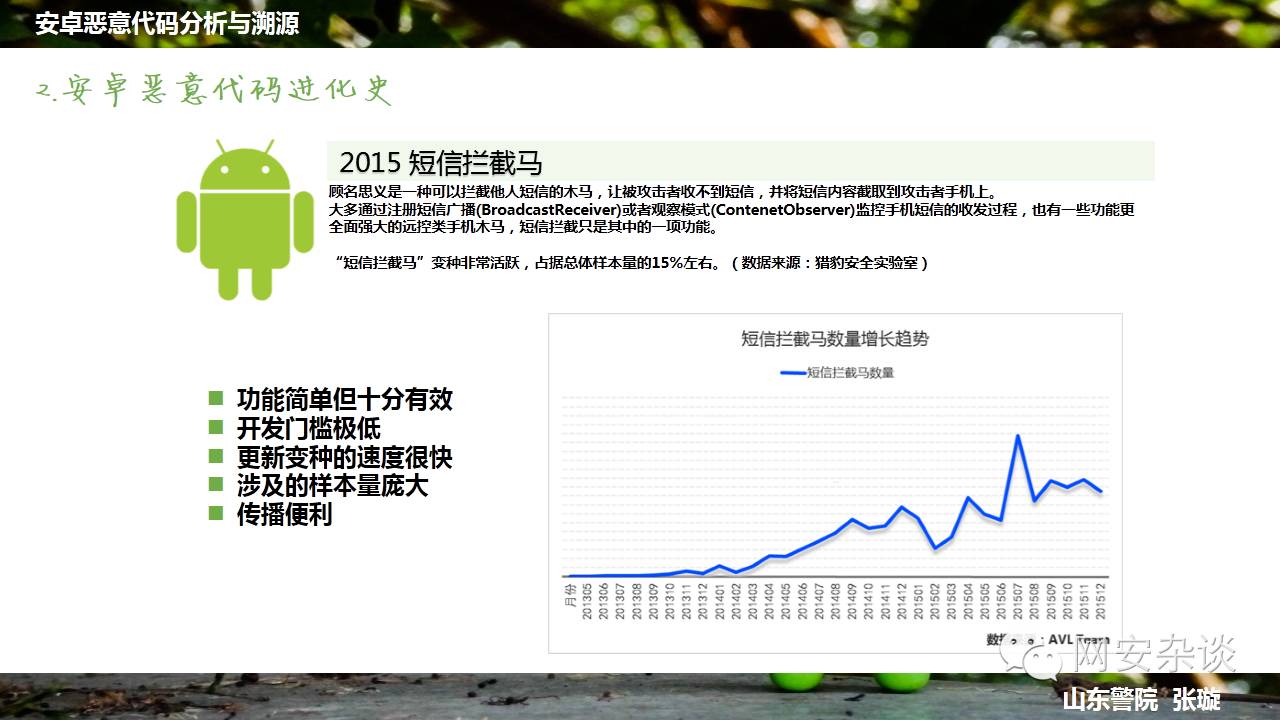 安卓恶意代码分析与溯源
2.安卓恶意代码进化史
2015 短信拦截马
顾名思义是一种可以拦截他人短信的木马，让被攻击者收不到短信，并将短信内容截取到攻击者手机上。
大多通过注册短信广播(BroadcastReceiver)或者观察模式(ContenetObserver)监控手机短信的收发过程，也有一些功能更
全面强大的远控类手机木马，短信拦截只是其中的一项功能。
“短信拦截马”变种非常活跃，占据总体样本量的15%左右。（数据来源：猎豹安全实验室）
功能简单但十分有效
开发门槛极低
更新变种的速度很快
涉及的样本量庞大
传播便利
短信拦截马数量增长趋势
短信拦截马数量
月份 201305 201306 201307 201308 201309 201310 201311 201312 201401 201402 201403 201404 201405 201406 201407 201408 201409 201410 201411 201412 201501 201502 201503 201504 201505 201506 201507 201508 201509 201510 201511 201512
数据 : AVL Team
网安杂谈
山东警院 张璇